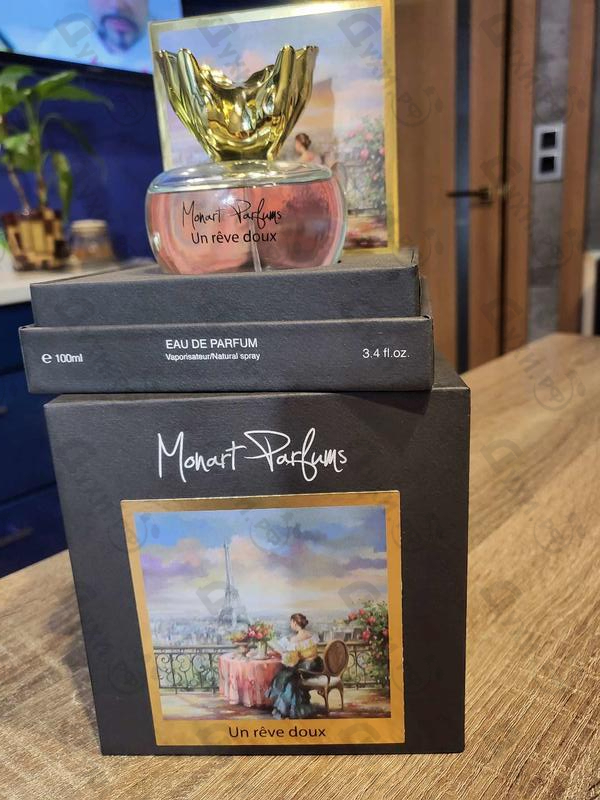 Monart Parfums
Un rêve doux
EAU DE PARFUM
Vaporisateur/Natural spray
e 100ml
3.4 fl.oz.
Monart Parfums
Un rêve doux